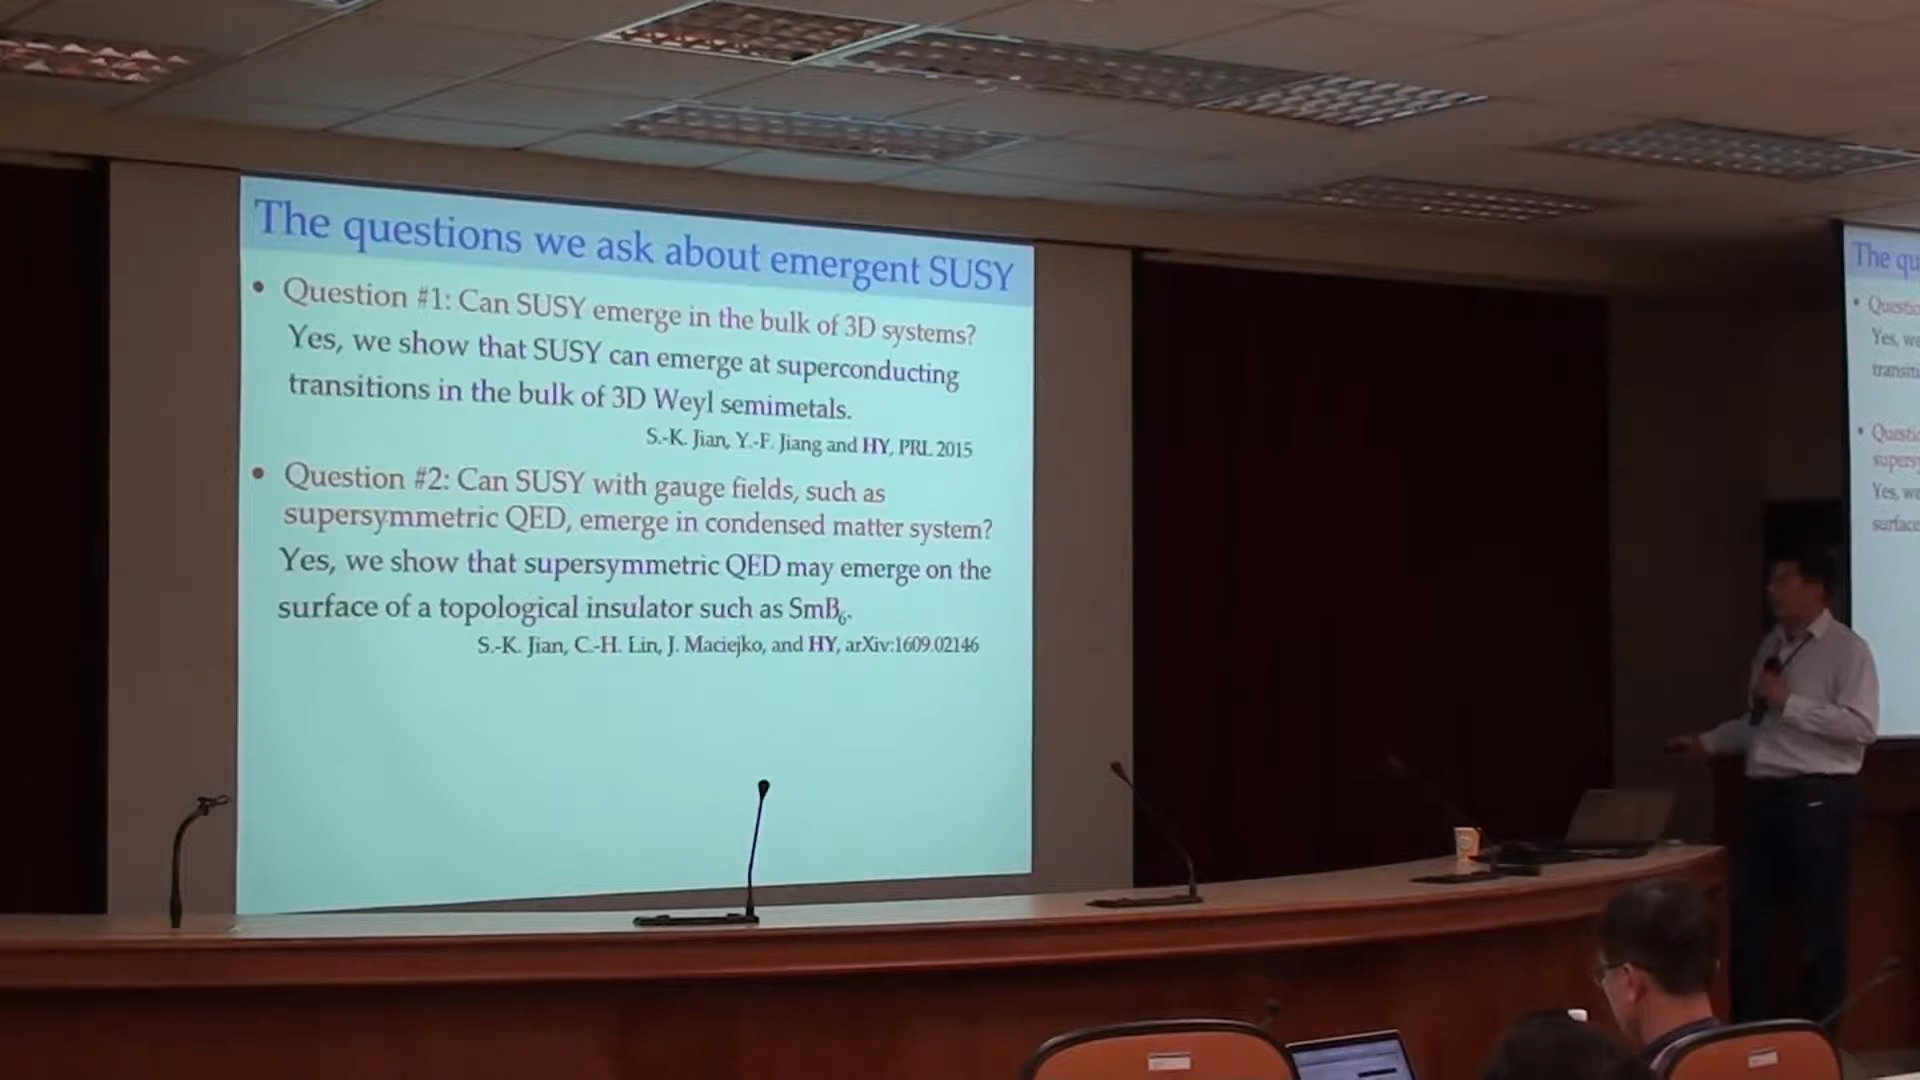 The questions we ask about emergent SUSY
• Question #1: Can SUSY emerge in the bulk of 3D systems?
Yes, we show that SUSY can emerge at superconducting
transitions in the bulk of 3D Weyl semimetals.
S.-K. Jian, Y.-F. Jiang and HY, PRL 2015
• Question #2: Can SUSY with gauge fields, such as
supersymmetric QED, emerge in condensed matter system?
Yes, we show that supersymmetric QED may emerge on the
surface of a topological insulator such as SmB₆.
S.-K. Jian, C.-H. Lin, J. Maciejko, and HY, arXiv:1609.02146
The qu
• Questio
Yes, we
transit
• Questio
supersy
Yes, we
surface